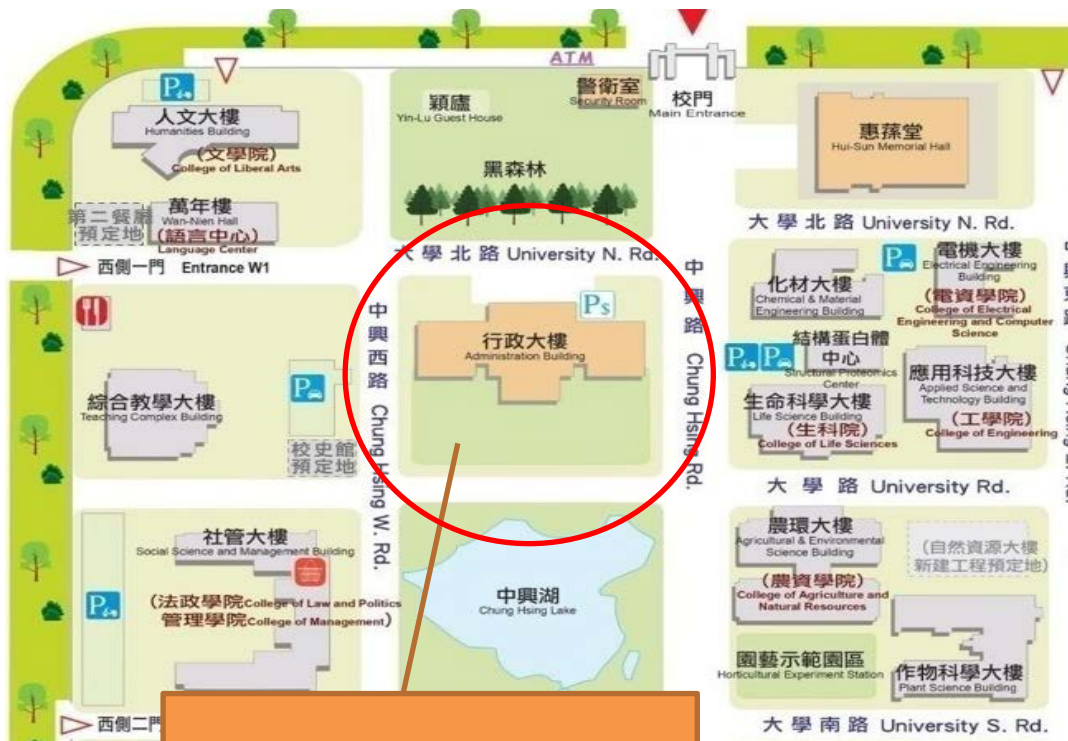 ATM
P
人文大樓
Humanities Building
(文學院)
College of Liberal Arts
第二餐廳
預定地
萬年樓
Wan-Nien Hall
(語言中心)
Language Center
西側一門 Entrance W1
穎廬
Yin-Lu Guest House
警衛室
Security Room
校門
Main Entrance
黑森林
惠蓀堂
Hui-Sun Memorial Hall
大學北路 University N. Rd.
大學北路 University N. Rd.
中興西路 Chung Hsing W. Rd.
中興路 Chung Hsing Rd.
綜合教學大樓
Teaching Complex Building
P
校史館
預定地
Ps
行政大樓
Administration Building
P
電機大樓
Electrical Engineering
Building
(電資學院)
College of Electrical
Engineering and Computer
Science
化材大樓
Chemical & Material
Engineering Building
P P
結構蛋白體
中心
Structural Proteomics
Center
生命科學大樓
Life Science Building
(生科院)
College of Life Sciences
應用科技大樓
Applied Science and
Technology Building
(工學院)
College of Engineering
大學路 University Rd.
P
社管大樓
Social Science and Management Building
(法政學院College of Law and Politics
管理學院College of Management)
中興湖
Chung Hsing Lake
農環大樓
Agricultural & Environmental
Science Building
(農資學院)
College of Agriculture and
Natural Resources
(自然資源大樓
新建工程預定地)
園藝示範園區
Horticultural Experiment Station
作物科學大樓
Plant Science Building
西側二門
大學南路 University S. Rd.